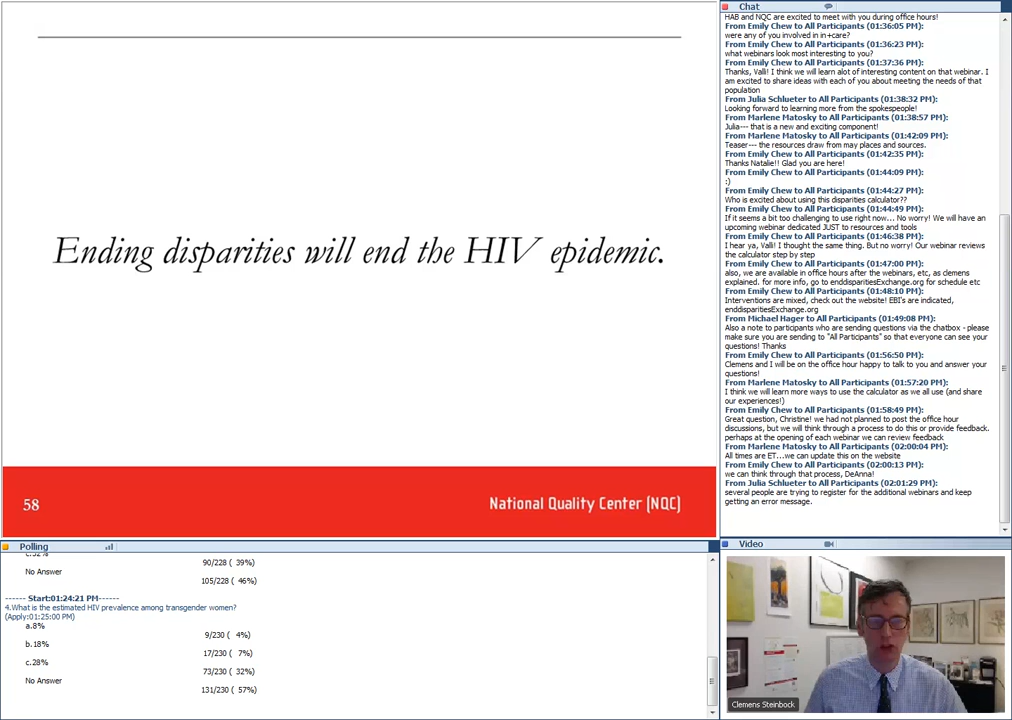 Ending disparities will end the HIV epidemic.
58
National Quality Center (NQC)
Chat
HAB and NQC are excited to meet with you during office hours!
From Emily Chew to All Participants (01:36:05 PM):
were any of you involved in in+care?
From Emily Chew to All Participants (01:36:23 PM):
what webinars look most interesting to you?
From Emily Chew to All Participants (01:37:36 PM):
Thanks, Valli! I think we will learn alot of interesting content on that webinar. I
am excited to share ideas with each of you about meeting the needs of that
population
From Julia Schlueter to All Participants (01:38:32 PM):
Looking forward to learning more from the spokespeople!
From Marlene Matosky to All Participants (01:38:57 PM):
Julia--- that is a new and exciting component!
From Marlene Matosky to All Participants (01:42:09 PM):
Teaser--- the resources draw from may places and sources.
From Emily Chew to All Participants (01:42:35 PM):
Thanks Natalie!! Glad you are here!
From Emily Chew to All Participants (01:44:09 PM):
:)
From Emily Chew to All Participants (01:44:27 PM):
Who is excited about using this disparities calculator??
From Emily Chew to All Participants (01:44:49 PM):
If it seems a bit too challenging to use right now... No worry! We will have an
upcoming webinar dedicated JUST to resources and tools
From Emily Chew to All Participants (01:46:38 PM):
I hear ya, Valli! I thought the same thing. But no worry! Our webinar reviews
the calculator step by step
From Emily Chew to All Participants (01:47:00 PM):
also, we are available in office hours after the webinars, etc, as clemens
explained. for more info, go to enddisparitiesExchange.org for schedule etc
From Emily Chew to All Participants (01:48:10 PM):
Interventions are mixed, check out the website! EBI's are indicated,
enddisparitiesExchange.org
From Michael Hager to All Participants (01:49:08 PM):
Also a note to participants who are sending questions via the chatbox - please
make sure you are sending to "All Participants" so that everyone can see your
questions! Thanks
From Emily Chew to All Participants (01:56:50 PM):
Clemens and I will be on the office hour happy to talk to you and answer your
questions!
From Marlene Matosky to All Participants (01:57:20 PM):
I think we will learn more ways to use the calculator as we all use (and share
our experiences!)
From Emily Chew to All Participants (01:58:49 PM):
Great question, Christine! we had not planned to post the office hour
discussions, but we will think through a process to do this or provide feedback.
perhaps at the opening of each webinar we can review feedback
From Marlene Matosky to All Participants (02:00:04 PM):
All times are ET...we can update this on the website
From Emily Chew to All Participants (02:00:13 PM):
we can think through that process, DeAnna!
From Julia Schlueter to All Participants (02:01:29 PM):
several people are trying to register for the additional webinars and keep
getting an error message.
Polling
90/228 ( 39%)
No Answer
105/228 ( 46%)
------ Start:01:24:21 PM------
4.What is the estimated HIV prevalence among transgender women?
(Apply:01:25:00 PM)
a.8%
9/230 ( 4%)
b.18%
17/230 ( 7%)
c.28%
73/230 ( 32%)
No Answer
131/230 ( 57%)
Video
Clemens Steinbock